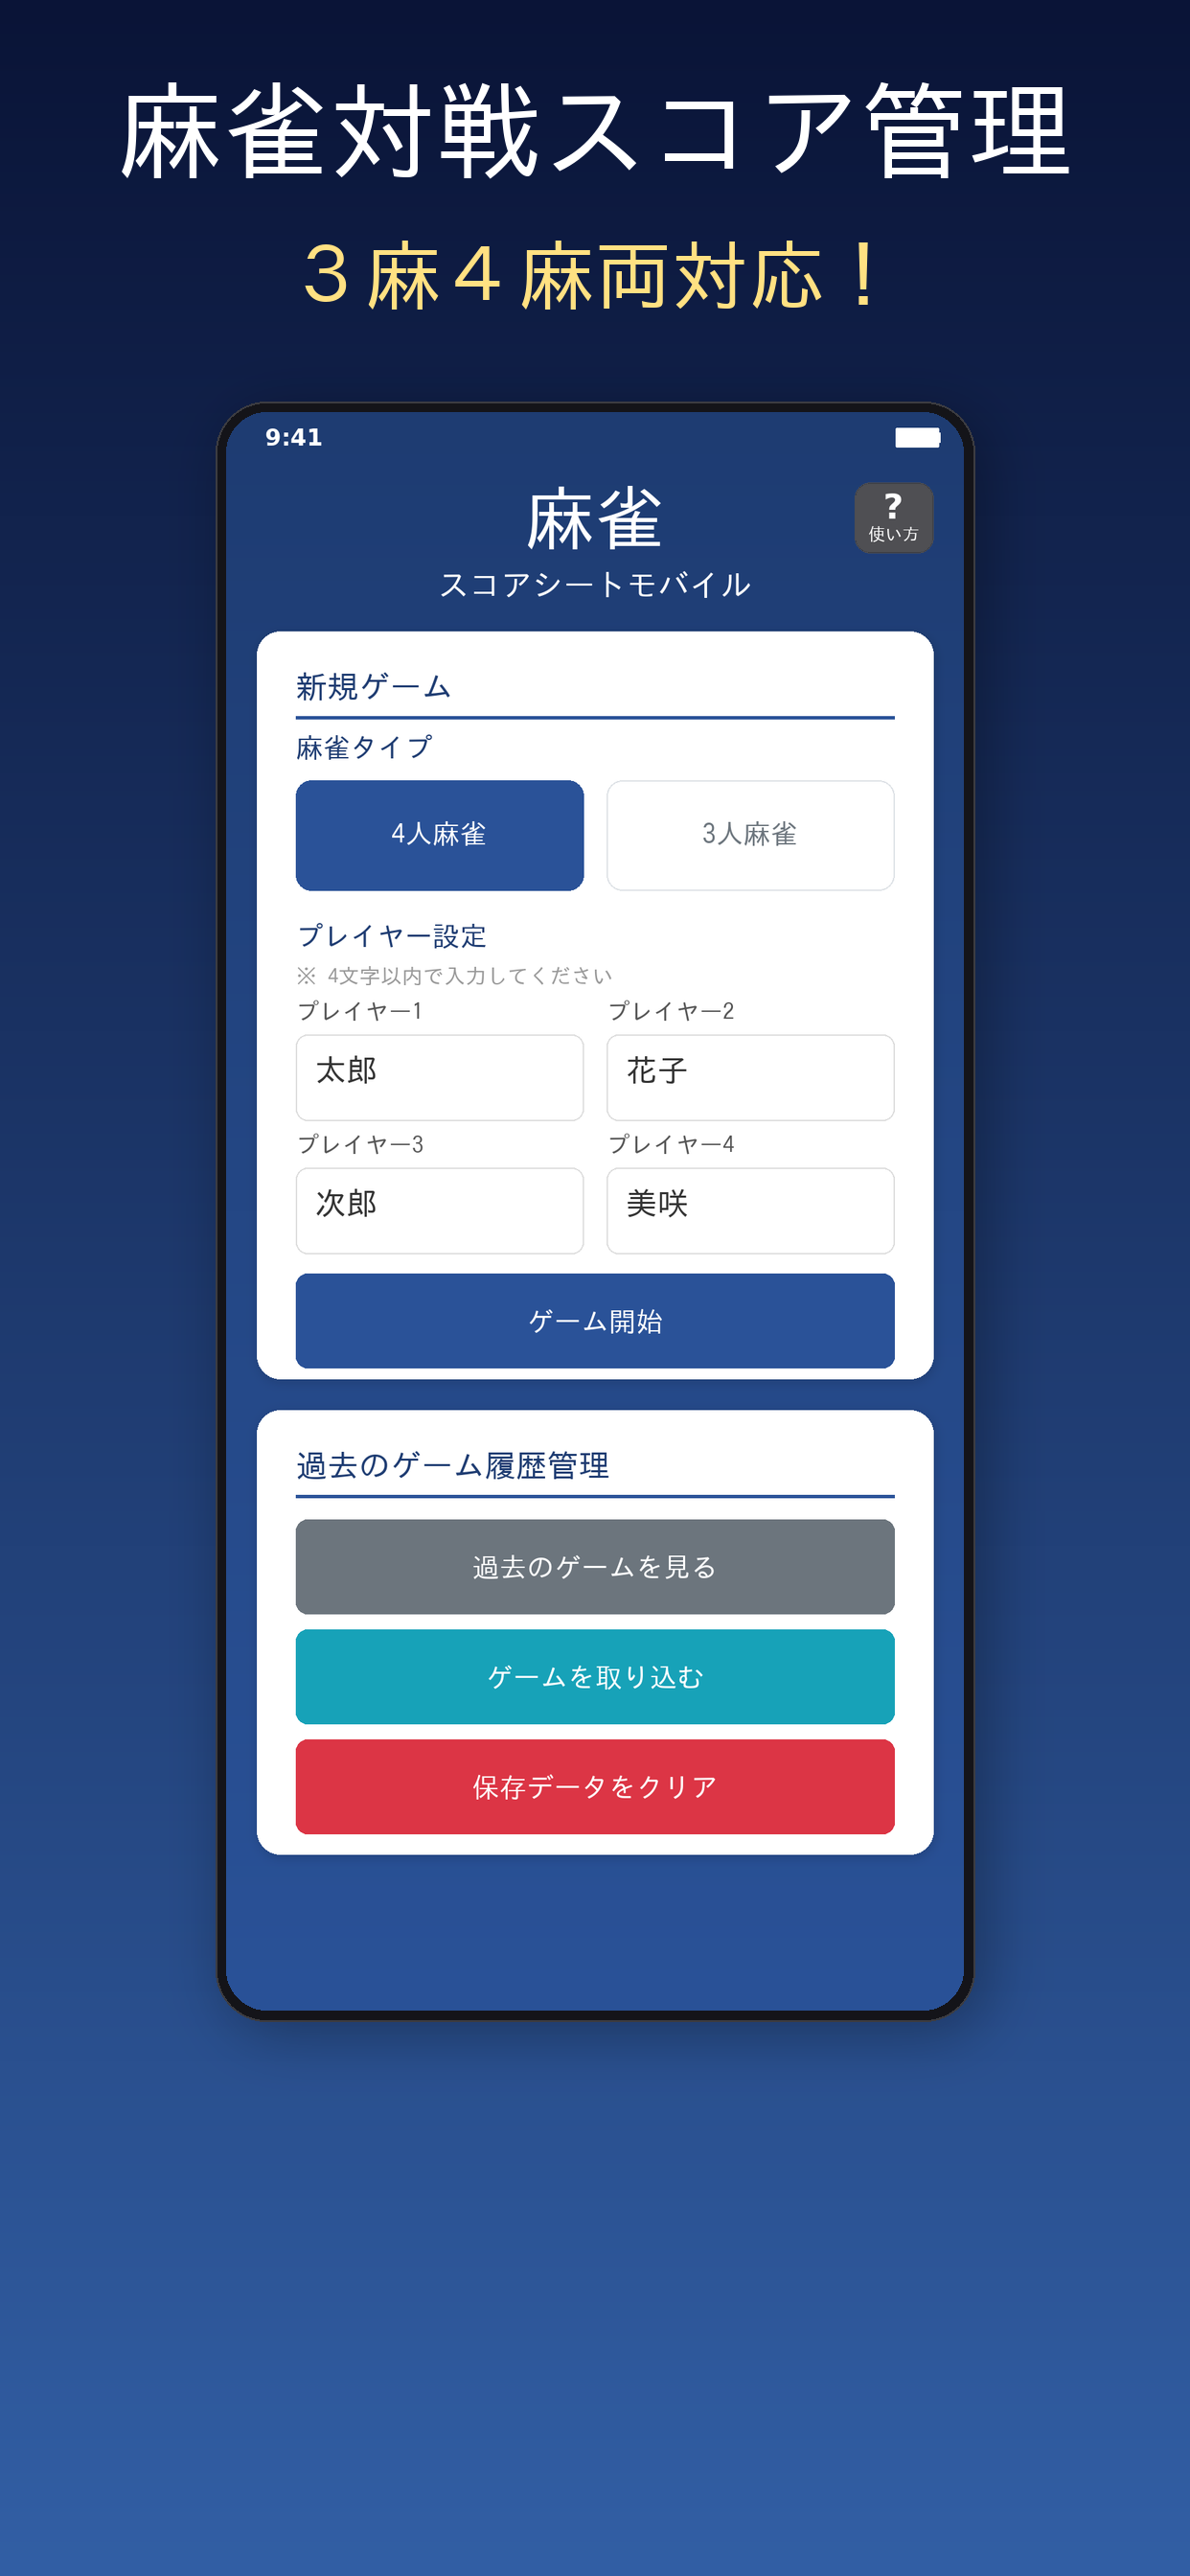 麻雀対戦スコア管理
３麻４麻両対応！
9:41
麻雀
?
使い方
スコアシートモバイル
新規ゲーム
麻雀タイプ
4人麻雀
3人麻雀
プレイヤー設定
※ 4文字以内で入力してください
プレイヤー1
プレイヤー2
太郎
花子
プレイヤー3
プレイヤー4
次郎
美咲
ゲーム開始
過去のゲーム履歴管理
過去のゲームを見る
ゲームを取り込む
保存データをクリア